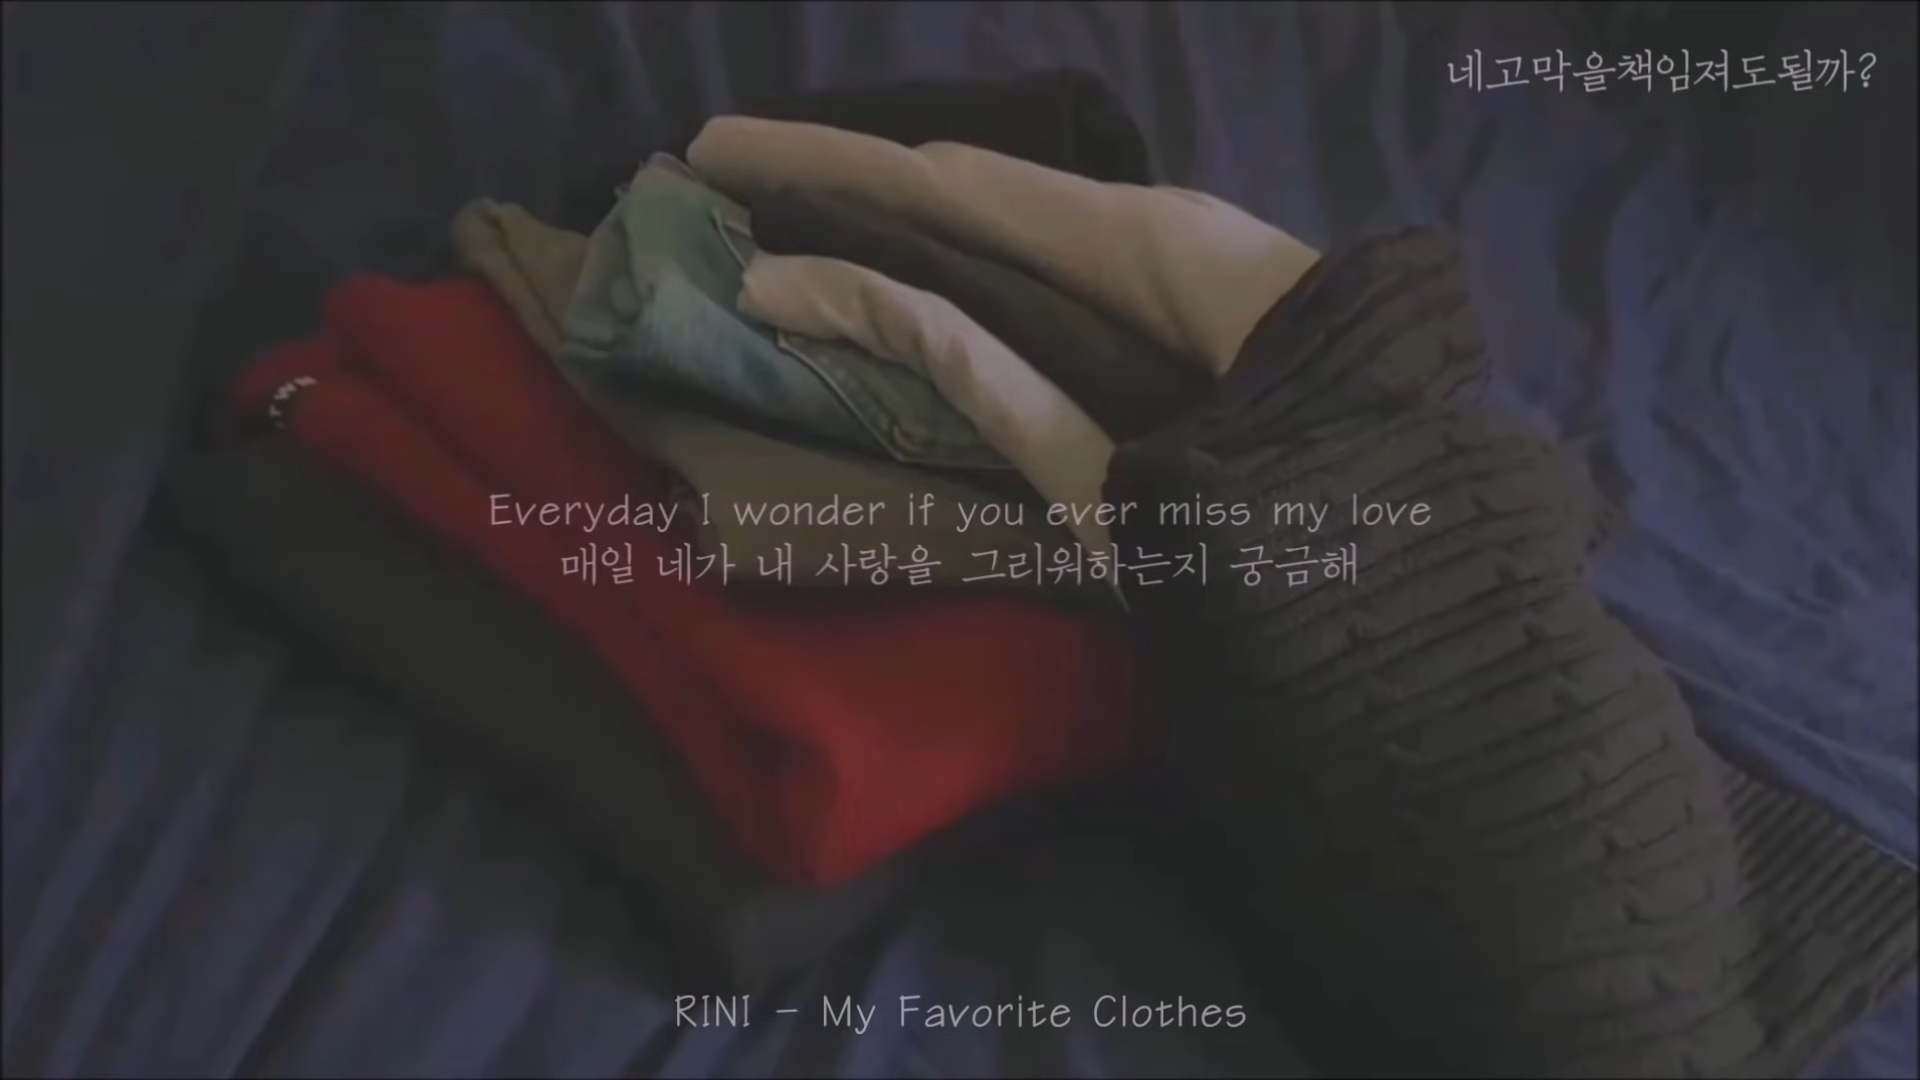 네고막을책임져도될까?
Everyday I wonder if you ever miss my love
매일 네가 내 사랑을 그리워하는지 궁금해
RINI - My Favorite Clothes